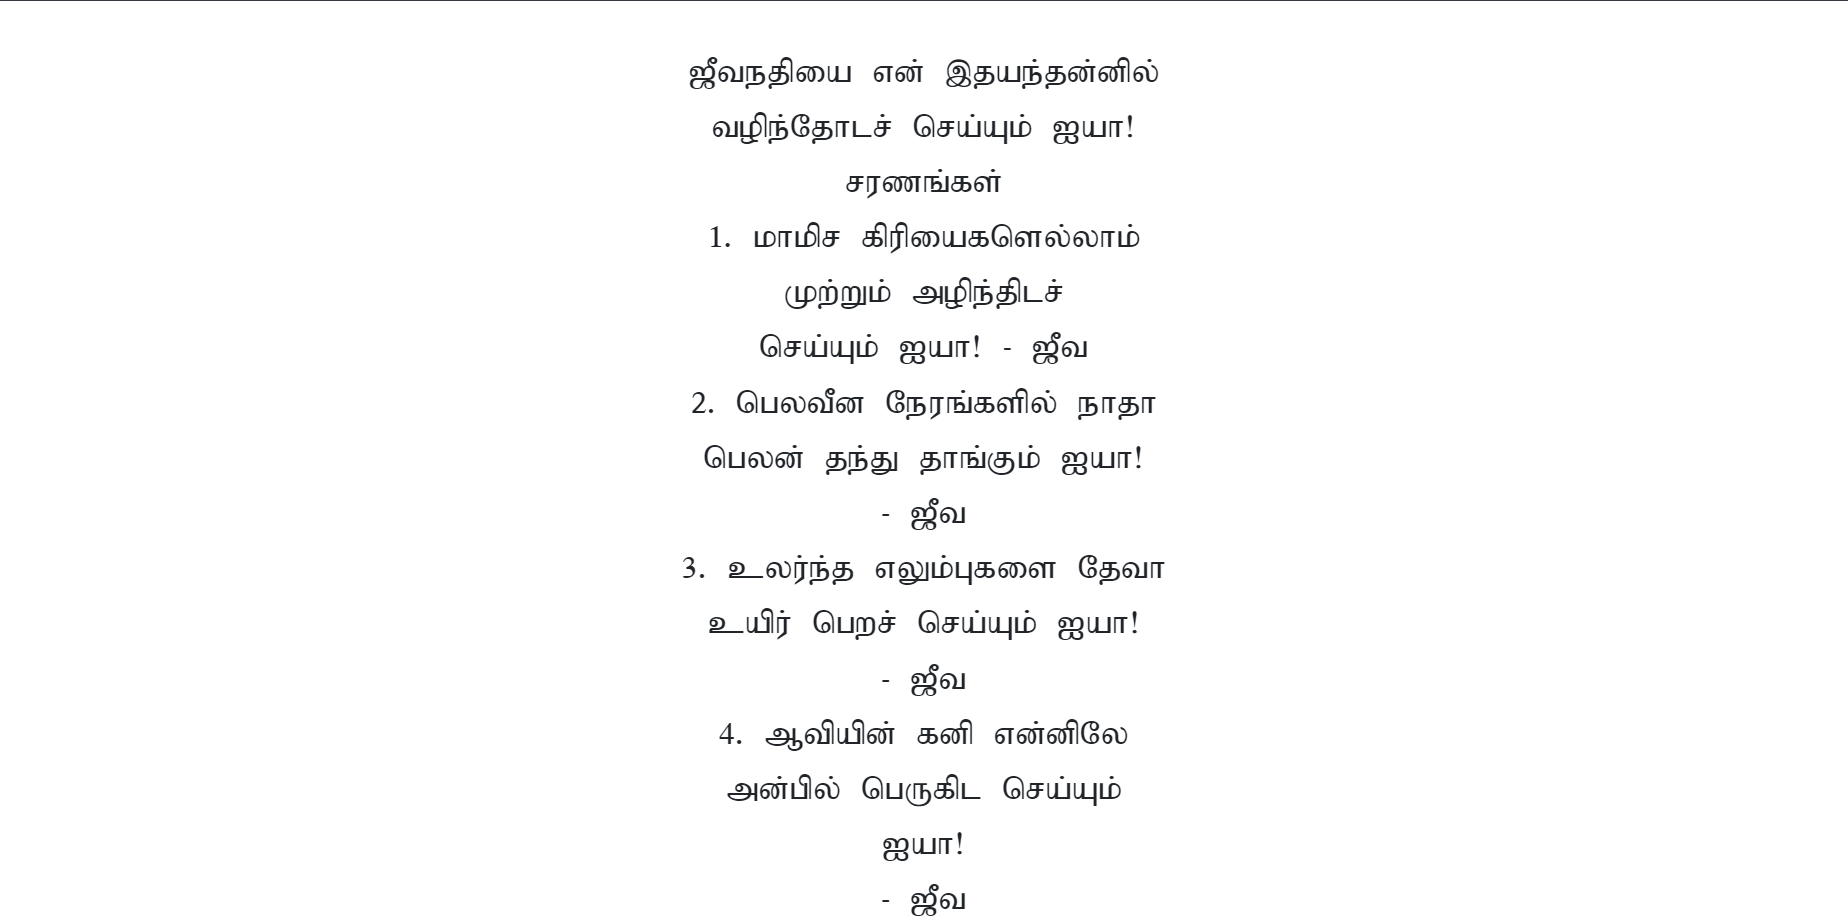 ஜீவநதியை என் இதயந்தன்னில்
வழிந்தோடச் செய்யும் ஐயா!
சரணங்கள்
1. மாமிச கிரியைகளெல்லாம்
முற்றும் அழிந்திடச்
செய்யும் ஐயா! - ஜீவ
2. பெலவீன நேரங்களில் நாதா
பெலன் தந்து தாங்கும் ஐயா!
- ஜீவ
3. உலர்ந்த எலும்புகளை தேவா
உயிர் பெறச் செய்யும் ஐயா!
- ஜீவ
4. ஆவியின் கனி என்னிலே
அன்பில் பெருகிட செய்யும்
ஐயா!
- ஜீவ